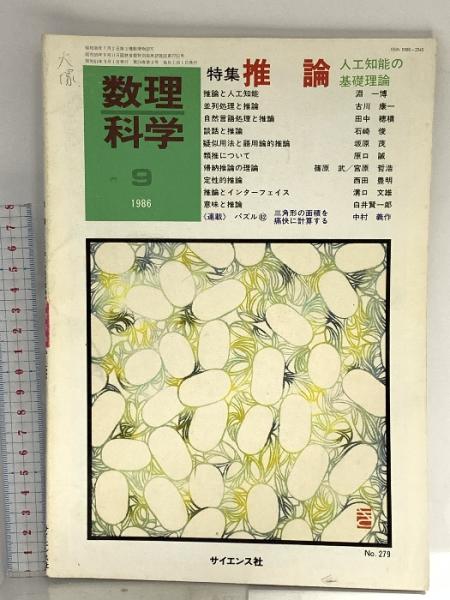 大塚
ISSN 0386-2240
数理
科学
9
1986
特集 推論 人工知能の
基礎理論
推論と人工知能 淵 一博
並列処理と推論 古川 康一
自然言語処理と推論 田中 穂積
談話と推論 石崎 俊
疑似用法と語用論的推論 坂原 茂
類推について 原口 誠
帰納推論の理論 篠原 武/宮原 哲浩
定性的推論 西田 豊明
推論とインターフェイス 溝口 文雄
意味と推論 白井賢一郎
〈連載〉 パズル㊷ 三角形の面積を
痛快に計算する 中村 義作
サイエンス社
No. 279